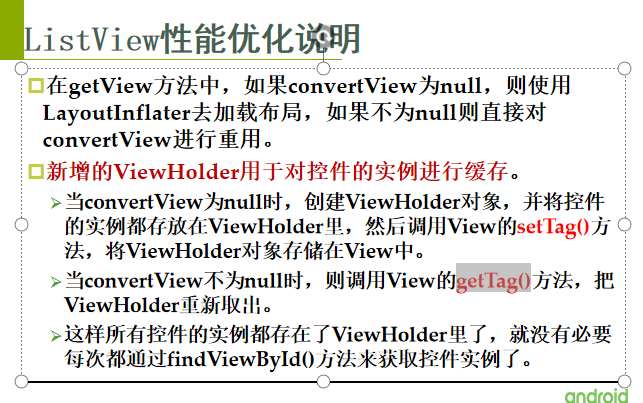 ListView性能优化说明
在getView方法中，如果convertView为null，则使用
LayoutInflater去加载布局，如果不为null则直接对
convertView进行重用。
新增的ViewHolder用于对控件的实例进行缓存。
当convertView为null时，创建ViewHolder对象，并将控件
的实例都存放在ViewHolder里，然后调用View的setTag()方
法，将ViewHolder对象存储在View中。
当convertView不为null时，则调用View的getTag()方法，把
ViewHolder重新取出。
这样所有控件的实例都存在了ViewHolder里了，就没有必要
每次都通过findViewById()方法来获取控件实例了。
android